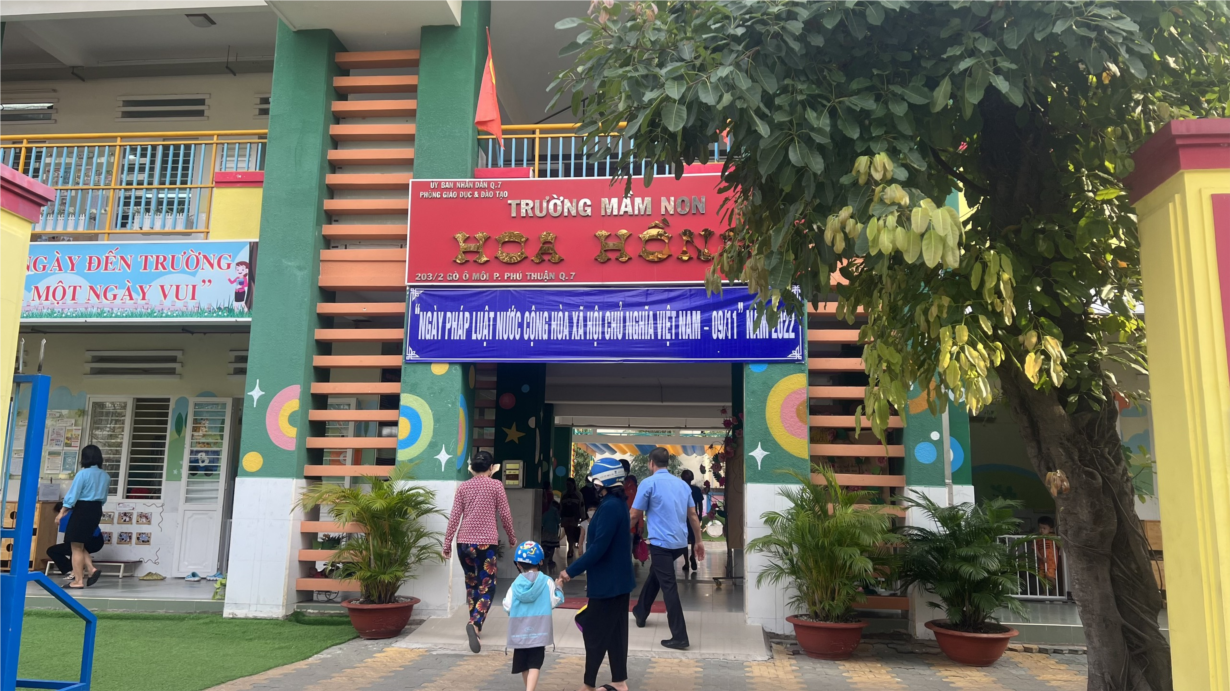 ỦY BAN NHÂN DÂN Q.7
PHÒNG GIÁO DỤC & ĐÀO TẠO
TRƯỜNG MẦM NON
HOA HỒN
203/2 GÒ Ô MÔI P. PHÚ THUẬN Q.7
NGÀY ĐẾN TRƯỜNG
MỘT NGÀY VUI"
"NGÀY PHÁP LUẬT NƯỚC CỘNG HÒA XÃ HỘI CHỦ NGHĨA VIỆT NAM - 09/11" NĂM 2022